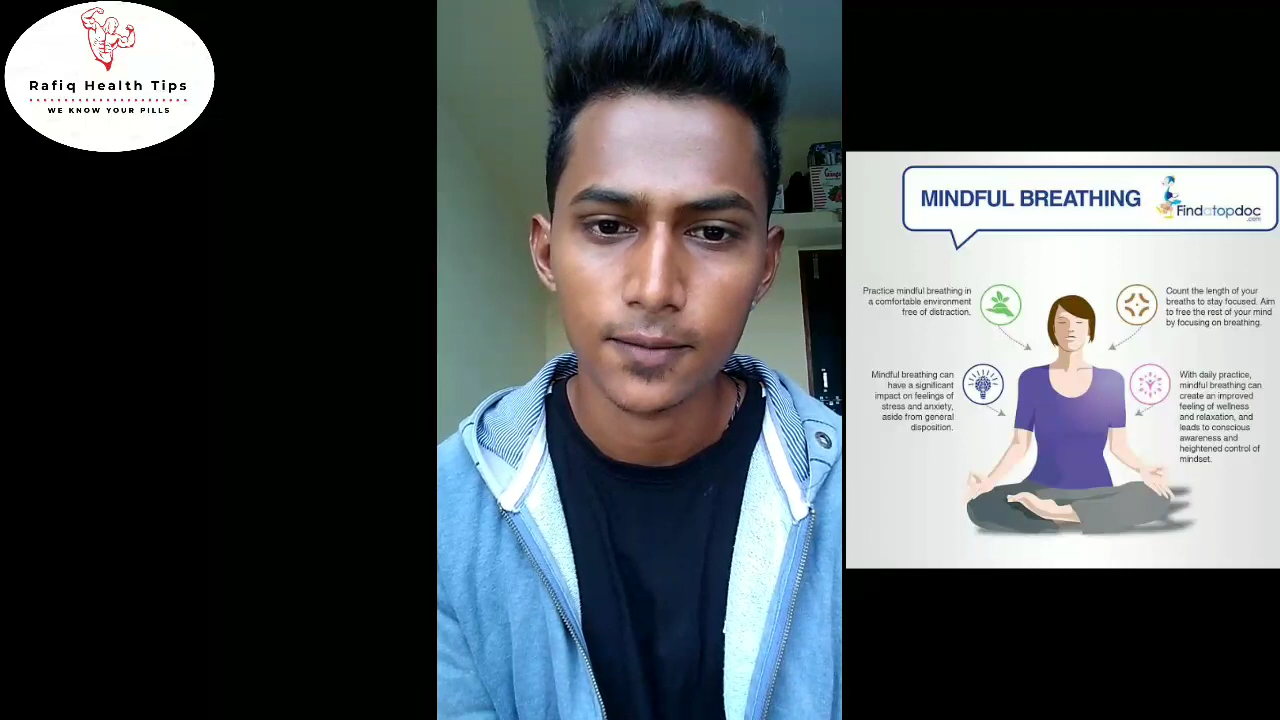 Rafiq Health Tips
WE KNOW YOUR PILLS
MINDFUL BREATHING
Findatopdoc
.com
Practice mindful breathing in
a comfortable environment
free of distraction.
Count the length of your
breaths to stay focused. Aim
to free the rest of your mind
by focusing on breathing.
Mindful breathing can
have a significant
impact on feelings of
stress and anxiety,
aside from general
disposition.
With daily practice,
mindful breathing can
create an improved
feeling of wellness
and relaxation, and
leads to conscious
awareness and
heightened control of
mindset.